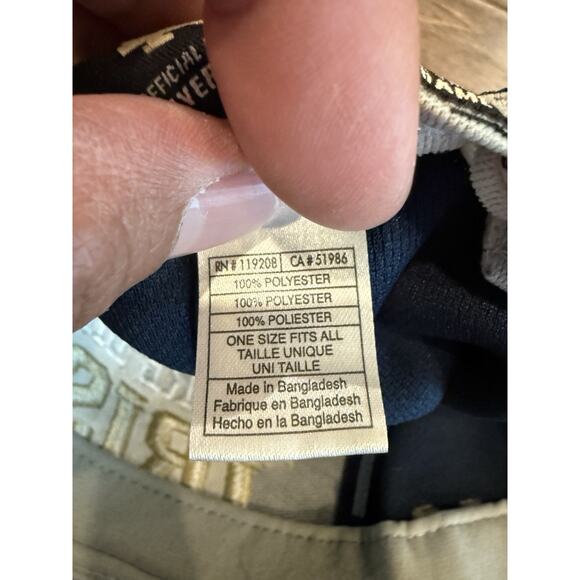 OFFICIAL
RN # 119208 CA # 51986
100% POLYESTER
100% POLYESTER
100% POLIESTER
ONE SIZE FITS ALL
TAILLE UNIQUE
UNI TAILLE
Made in Bangladesh
Fabrique en Bangladesh
Hecho en la Bangladesh